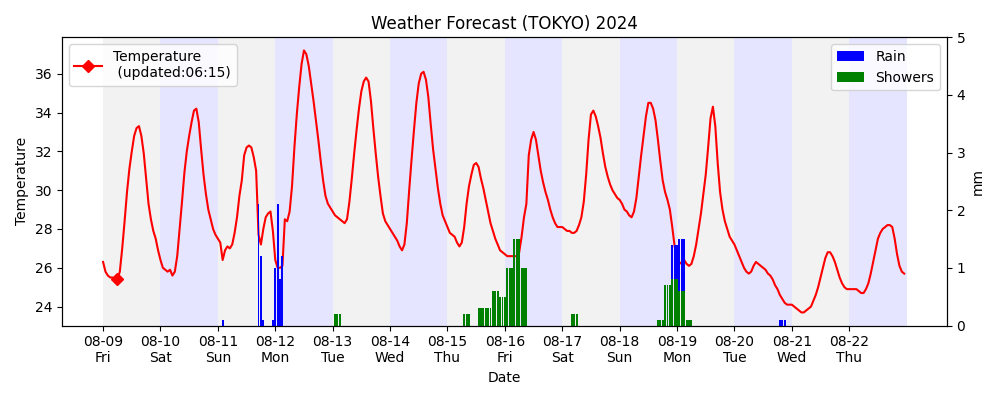 Weather Forecast (TOKYO) 2024
Temperature
(updated:06:15)
Rain
Showers
Temperature
36
34
32
30
28
26
24
5
4
3
2
1
0
mm
08-09 08-10 08-11 08-12 08-13 08-14 08-15 08-16 08-17 08-18 08-19 08-20 08-21 08-22
Fri Sat Sun Mon Tue Wed Thu Fri Sat Sun Mon Tue Wed Thu
Date